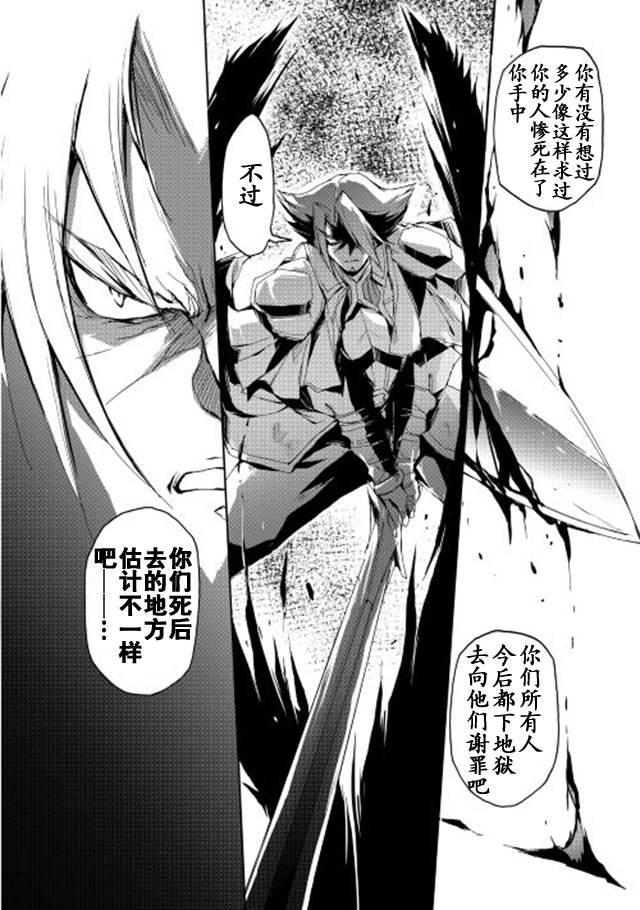 你有没有想过
多少像这样求过
你的人惨死在了
你手中
你们所有人
今后都下地狱
去向他们谢罪吧
不过
你们死后
去的地方
估计不一样
吧——…